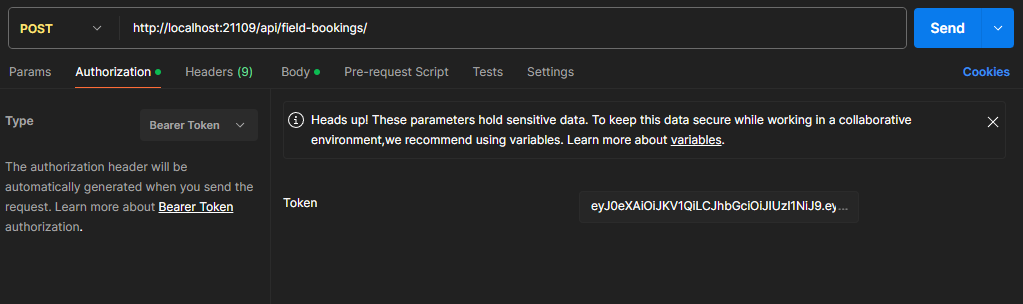 POST http://localhost:21109/api/field-bookings/ Send
Params Authorization Headers (9) Body Pre-request Script Tests Settings Cookies
Type Bearer Token
The authorization header will be
automatically generated when you send the
request. Learn more about Bearer Token
authorization.
Heads up! These parameters hold sensitive data. To keep this data secure while working in a collaborative
environment,we recommend using variables. Learn more about variables.
Token eyJ0eXAiOiJKV1QiLCJhbGciOiJIUzI1NiJ9.ey...